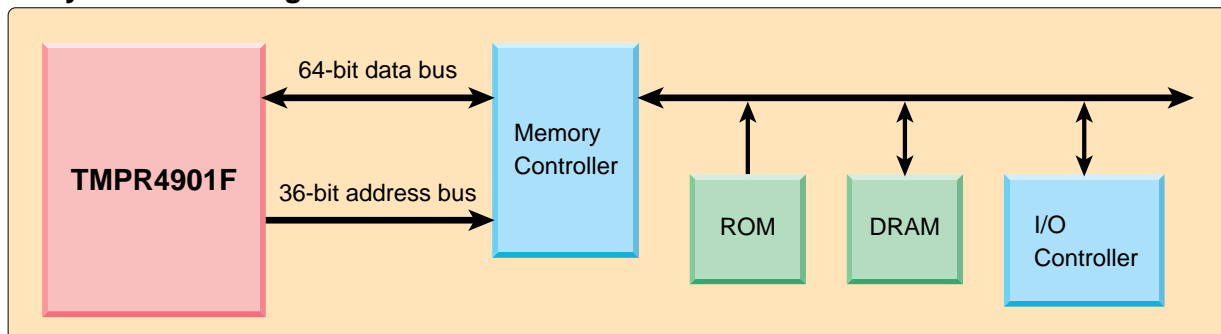 64-bit data bus
TMPR4901F
36-bit address bus
Memory
Controller
ROM
DRAM
I/O
Controller